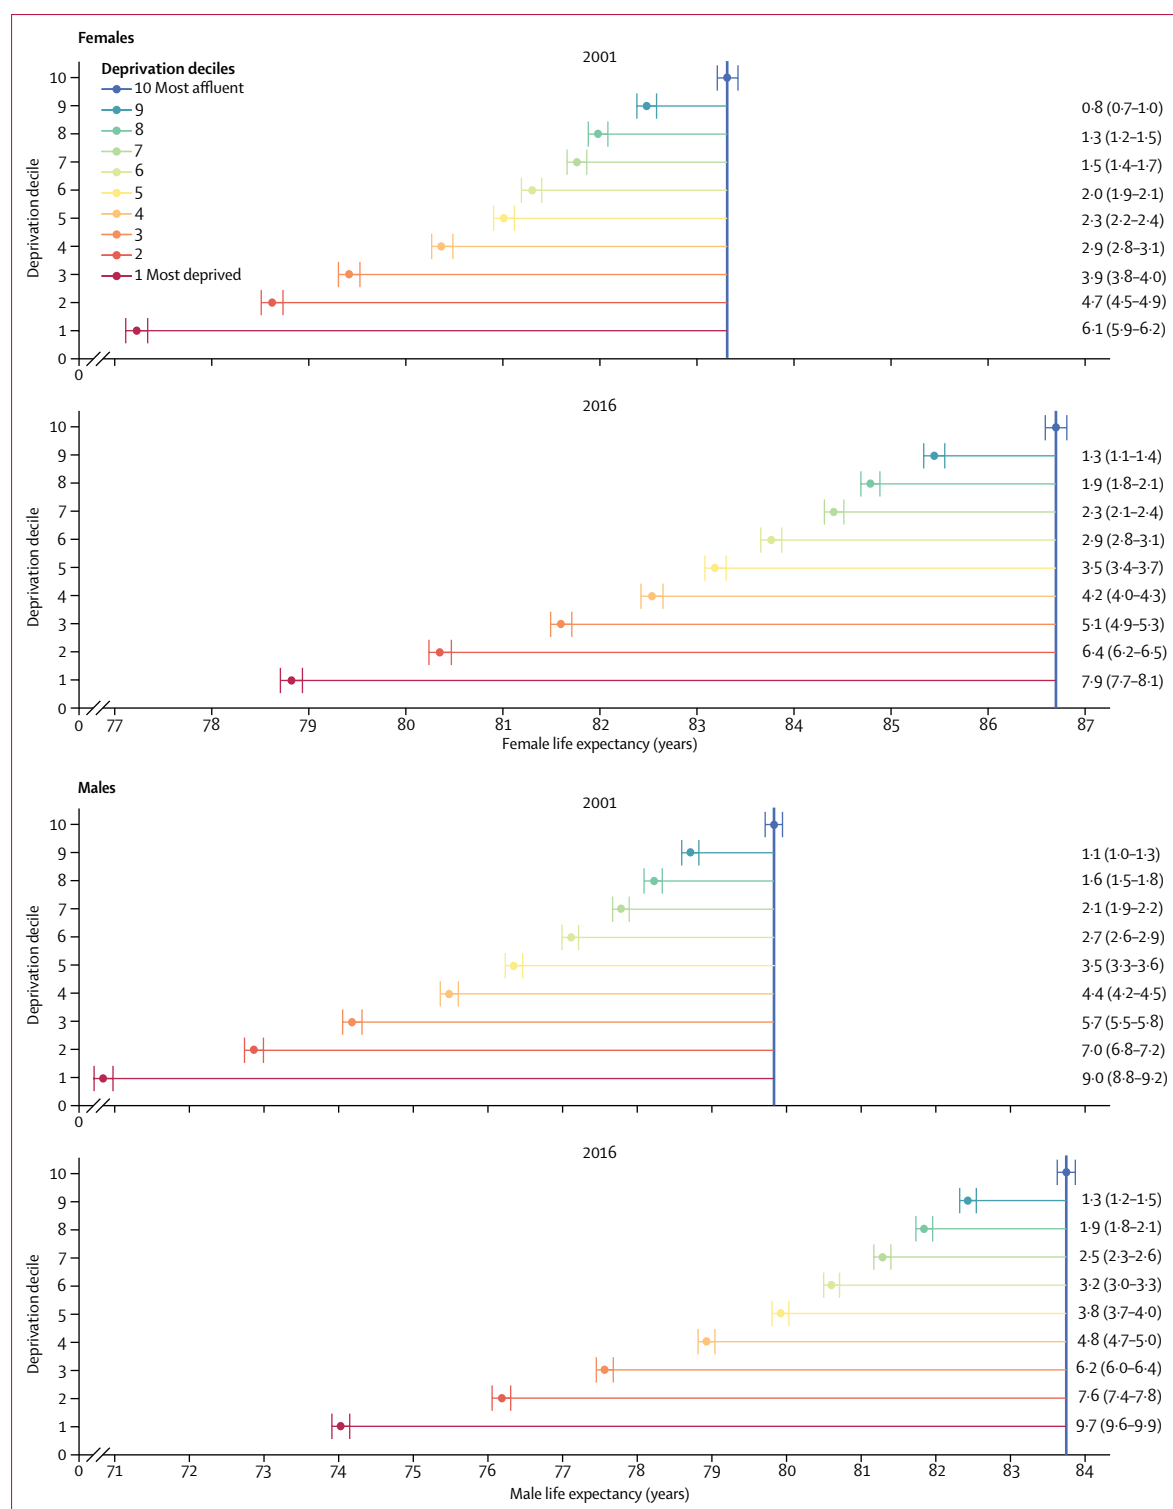 Females
2001
Deprivation deciles
10 Most affluent
9
8
7
6
5
4
3
2
1 Most deprived
Deprivation decile
10
9 0·8 (0·7–1·0)
8 1·3 (1·2–1·5)
7 1·5 (1·4–1·7)
6 2·0 (1·9–2·1)
5 2·3 (2·2–2·4)
4 2·9 (2·8–3·1)
3 3·9 (3·8–4·0)
2 4·7 (4·5–4·9)
1 6·1 (5·9–6·2)
0
0
2016
Deprivation decile
10
9 1·3 (1·1–1·4)
8 1·9 (1·8–2·1)
7 2·3 (2·1–2·4)
6 2·9 (2·8–3·1)
5 3·5 (3·4–3·7)
4 4·2 (4·0–4·3)
3 5·1 (4·9–5·3)
2 6·4 (6·2–6·5)
1 7·9 (7·7–8·1)
0
0 77 78 79 80 81 82 83 84 85 86 87
Female life expectancy (years)
Males
2001
Deprivation decile
10
9 1·1 (1·0–1·3)
8 1·6 (1·5–1·8)
7 2·1 (1·9–2·2)
6 2·7 (2·6–2·9)
5 3·5 (3·3–3·6)
4 4·4 (4·2–4·5)
3 5·7 (5·5–5·8)
2 7·0 (6·8–7·2)
1 9·0 (8·8–9·2)
0
0
2016
Deprivation decile
10
9 1·3 (1·2–1·5)
8 1·9 (1·8–2·1)
7 2·5 (2·3–2·6)
6 3·2 (3·0–3·3)
5 3·8 (3·7–4·0)
4 4·8 (4·7–5·0)
3 6·2 (6·0–6·4)
2 7·6 (7·4–7·8)
1 9·7 (9·6–9·9)
0
0 71 72 73 74 75 76 77 78 79 80 81 82 83 84
Male life expectancy (years)